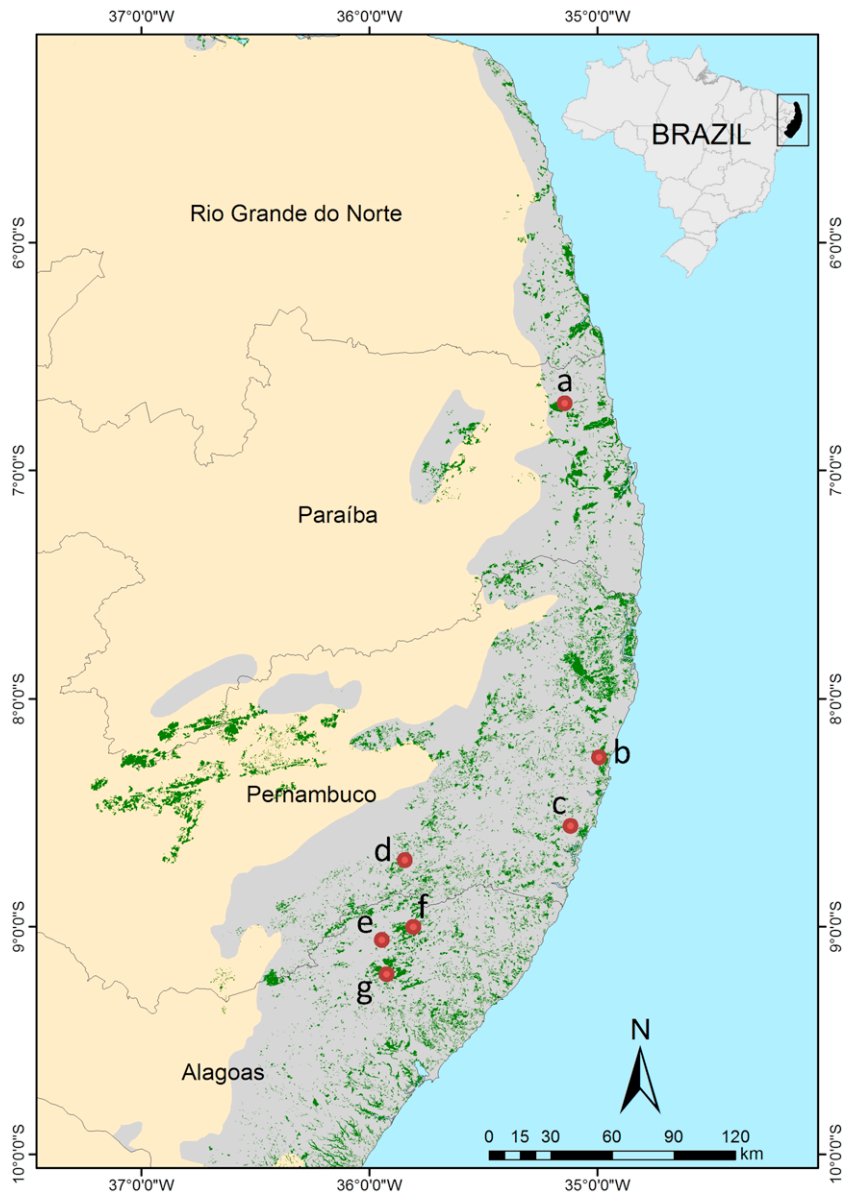 37°0'0"W 36°0'0"W 35°0'0"W
BRAZIL
Rio Grande do Norte
6°0'0"S 6°0'0"S
a
7°0'0"S 7°0'0"S
Paraíba
8°0'0"S 8°0'0"S
b
Pernambuco
c
d
f
e
9°0'0"S 9°0'0"S
g
N
Alagoas
0 15 30 60 90 120
km
10°0'0"S 10°0'0"S
37°0'0"W 36°0'0"W 35°0'0"W